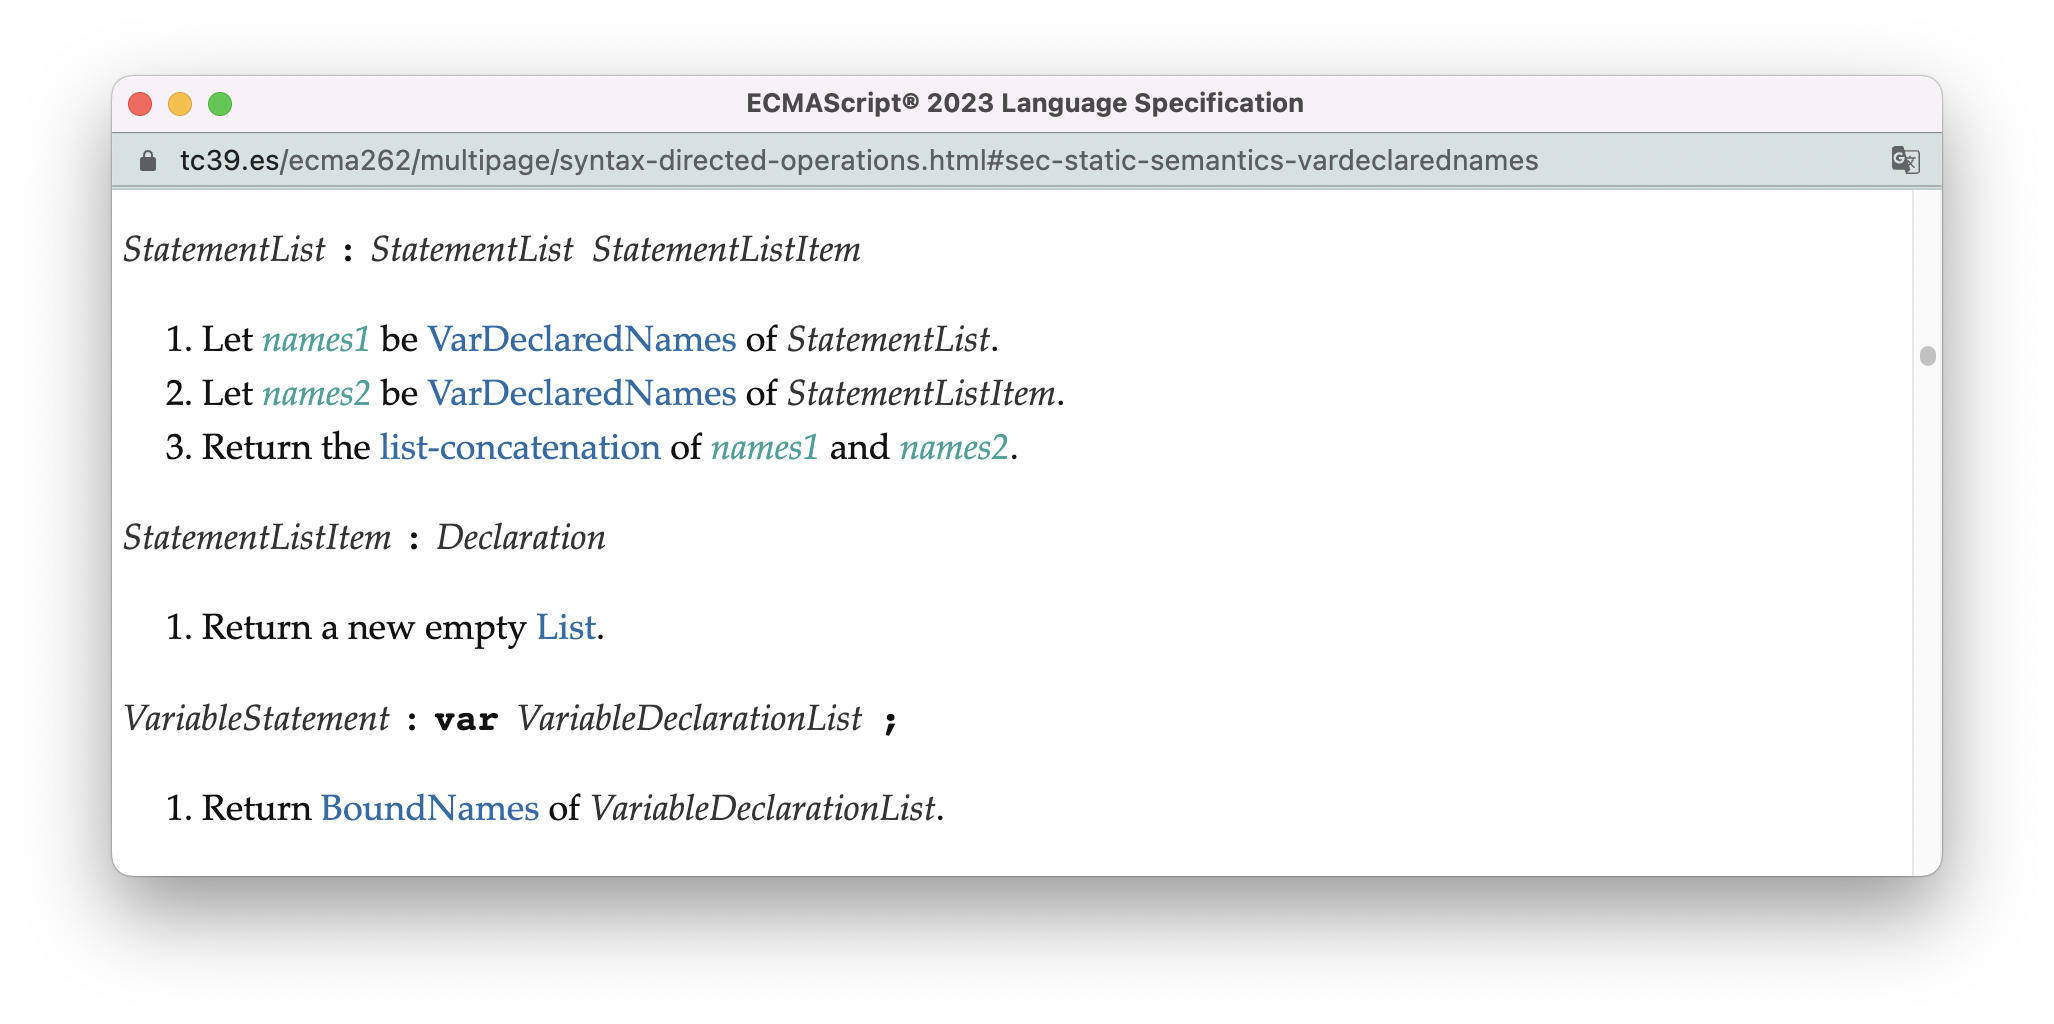 ECMAScript® 2023 Language Specification
tc39.es/ecma262/multipage/syntax-directed-operations.html#sec-static-semantics-vardeclarednames
StatementList : StatementList StatementListItem
1. Let names1 be VarDeclaredNames of StatementList.
2. Let names2 be VarDeclaredNames of StatementListItem.
3. Return the list-concatenation of names1 and names2.
StatementListItem : Declaration
1. Return a new empty List.
VariableStatement : var VariableDeclarationList ;
1. Return BoundNames of VariableDeclarationList.